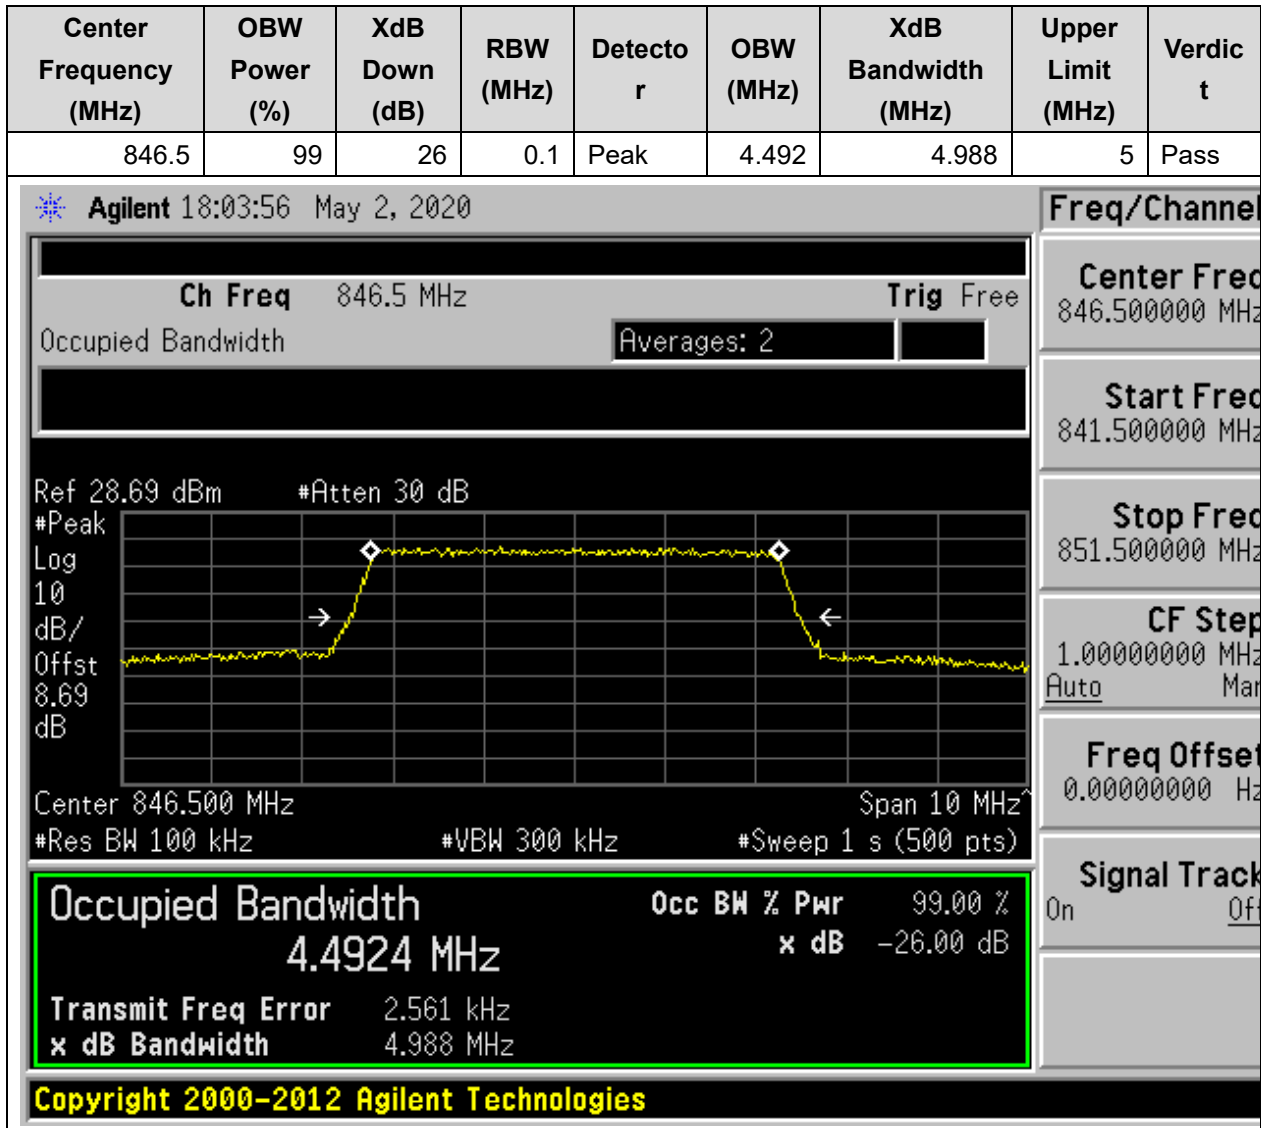 Center Frequency (MHz) OBW Power (%) XdB Down (dB) RBW (MHz) Detector OBW (MHz) XdB Bandwidth (MHz) Upper Limit (MHz) Verdict
846.5 99 26 0.1 Peak 4.492 4.988 5 Pass
Agilent 18:03:56 May 2, 2020
Ch Freq 846.5 MHz Trig Free
Occupied Bandwidth Averages: 2
Ref 28.69 dBm #Atten 30 dB
#Peak
Log
10
dB/
Offst
8.69
dB
Center 846.500 MHz Span 10 MHz^
#Res BW 100 kHz #VBW 300 kHz #Sweep 1 s (500 pts)
Occupied Bandwidth Occ BW % Pwr 99.00 %
4.4924 MHz x dB -26.00 dB
Transmit Freq Error 2.561 kHz
x dB Bandwidth 4.988 MHz
Copyright 2000-2012 Agilent Technologies
Freq/Channel
Center Freq
846.500000 MHz
Start Freq
841.500000 MHz
Stop Freq
851.500000 MHz
CF Step
1.00000000 MHz
Auto Man
Freq Offset
0.00000000 Hz
Signal Track
On Off